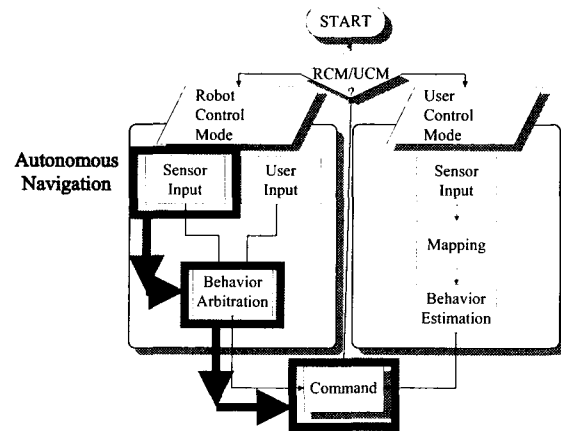 START
RCM/UCM
?
Robot
Control
Mode
User
Control
Mode
Autonomous
Navigation
Sensor
Input
User
Input
Sensor
Input
Mapping
Behavior
Arbitration
Behavior
Estimation
Command